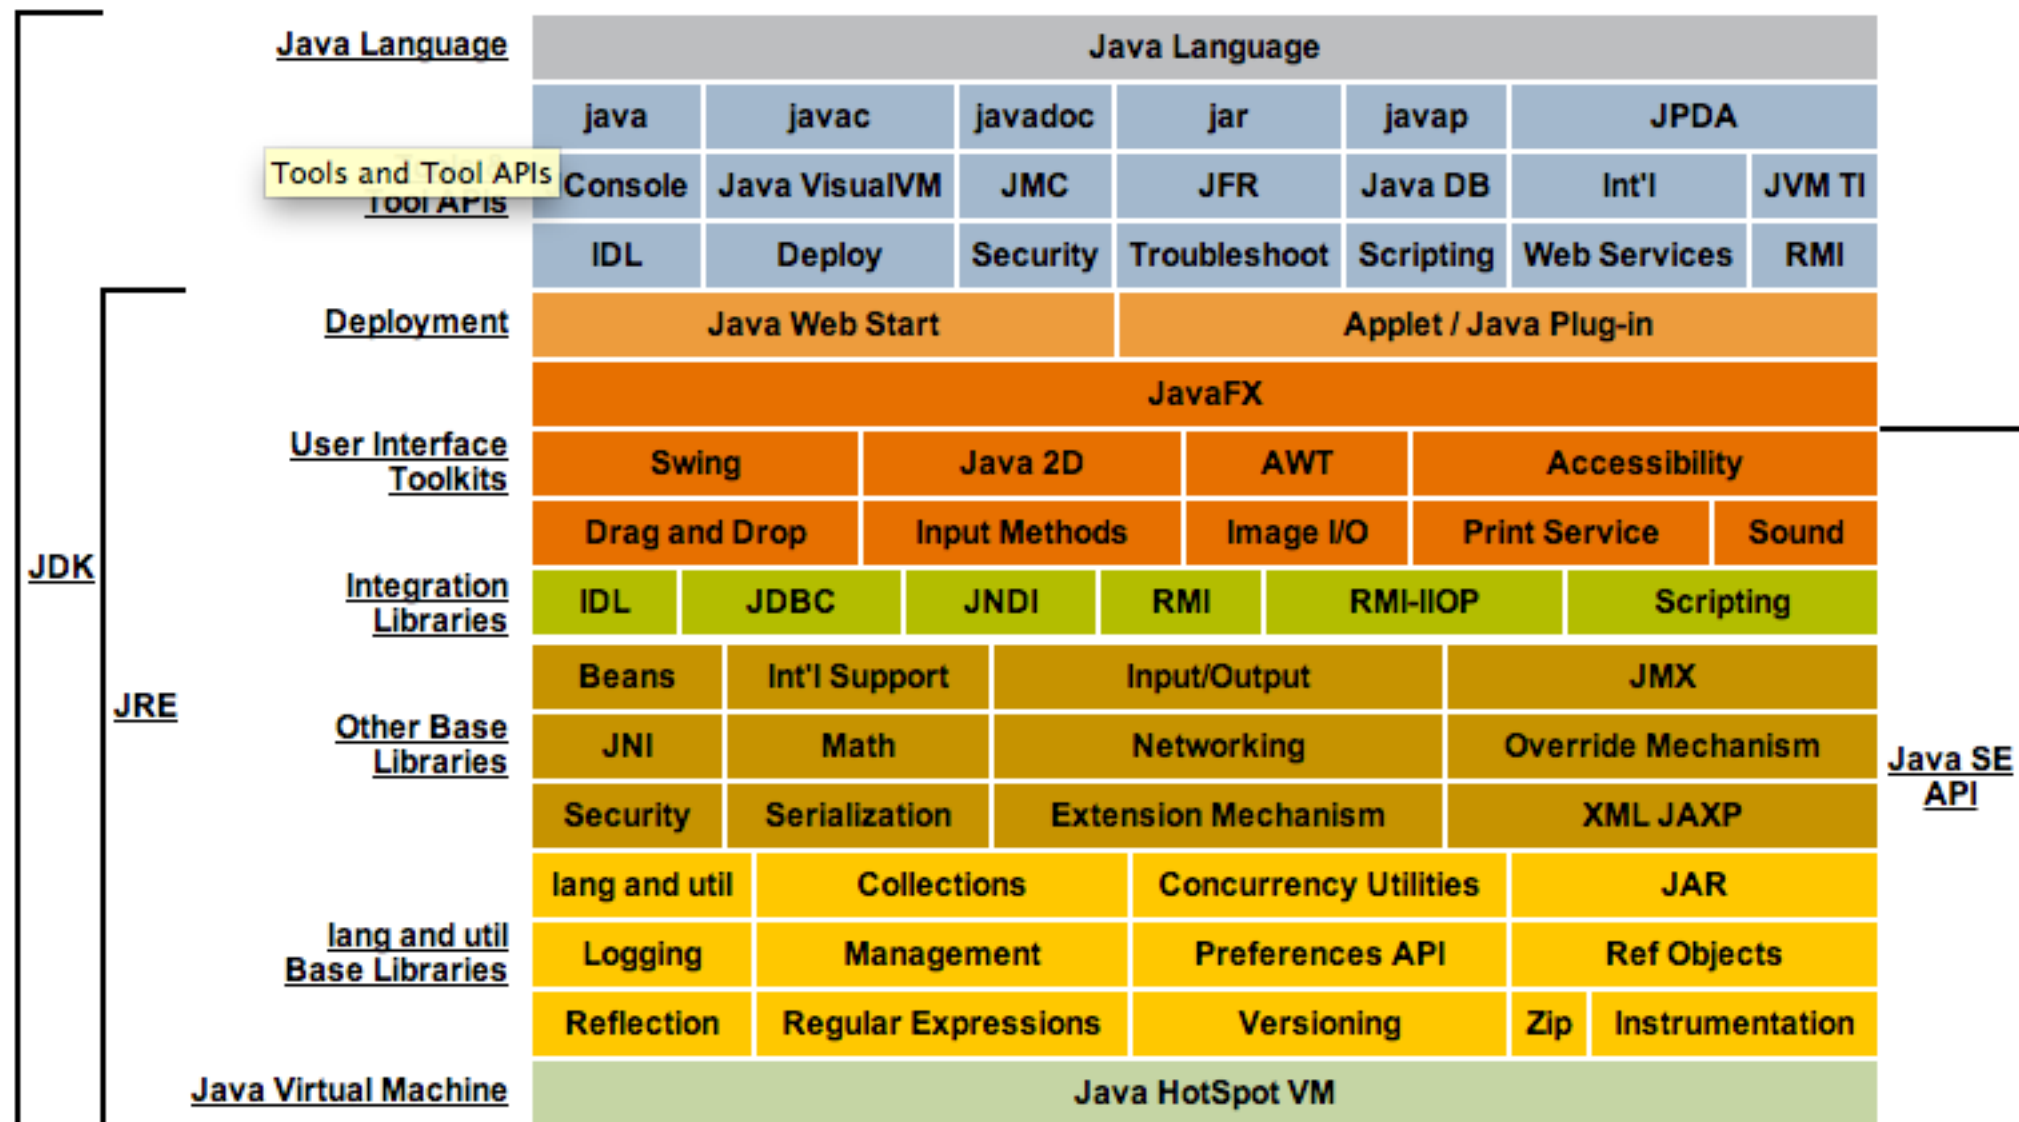 Java Language
Java Language
java javac javadoc jar javap JPDA
Tools and Tool APIs
Tool APIs
Console Java VisualVM JMC JFR Java DB Int'l JVM TI
IDL Deploy Security Troubleshoot Scripting Web Services RMI
Deployment
Java Web Start Applet / Java Plug-in
JavaFX
User Interface
Toolkits
Swing Java 2D AWT Accessibility
Drag and Drop Input Methods Image I/O Print Service Sound
JDK
Integration
Libraries
IDL JDBC JNDI RMI RMI-IIOP Scripting
Beans Int'l Support Input/Output JMX
JRE
Other Base
Libraries
JNI Math Networking Override Mechanism
Java SE
API
Security Serialization Extension Mechanism XML JAXP
lang and util Collections Concurrency Utilities JAR
lang and util
Base Libraries
Logging Management Preferences API Ref Objects
Reflection Regular Expressions Versioning Zip Instrumentation
Java Virtual Machine
Java HotSpot VM